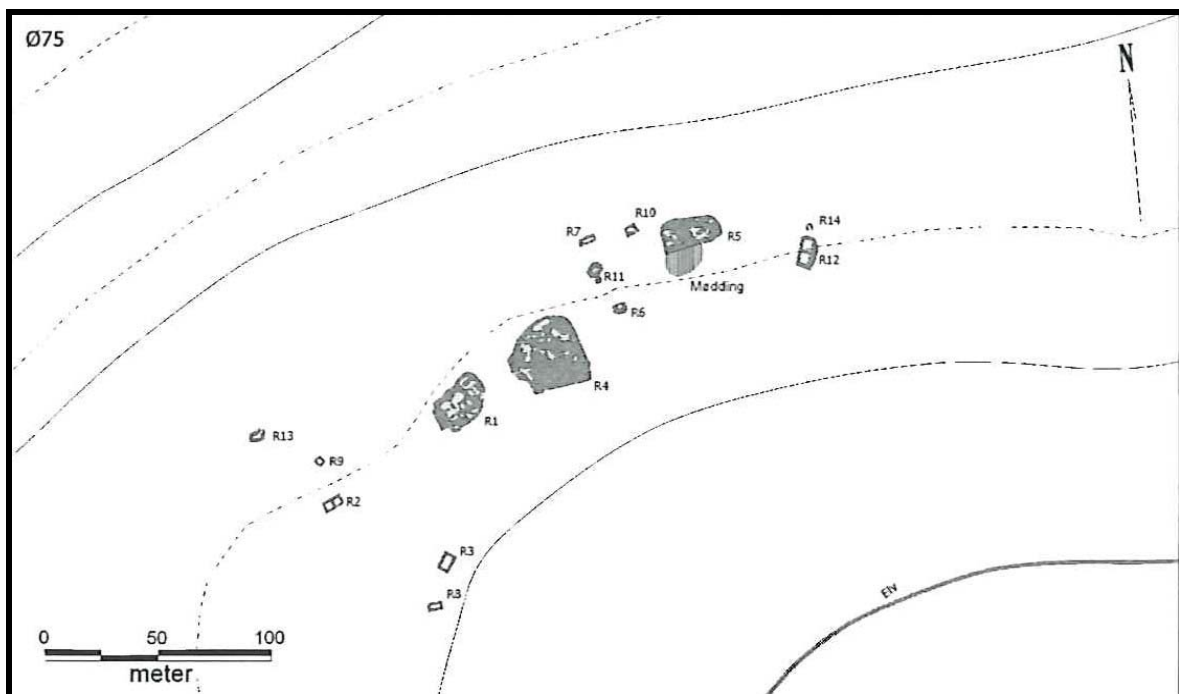 Ø75
N
R10
R14
R7
R5
R12
R11
Mødding
R6
R4
R1
R13
R9
R2
R3
R3
Elv
0 50 100
meter